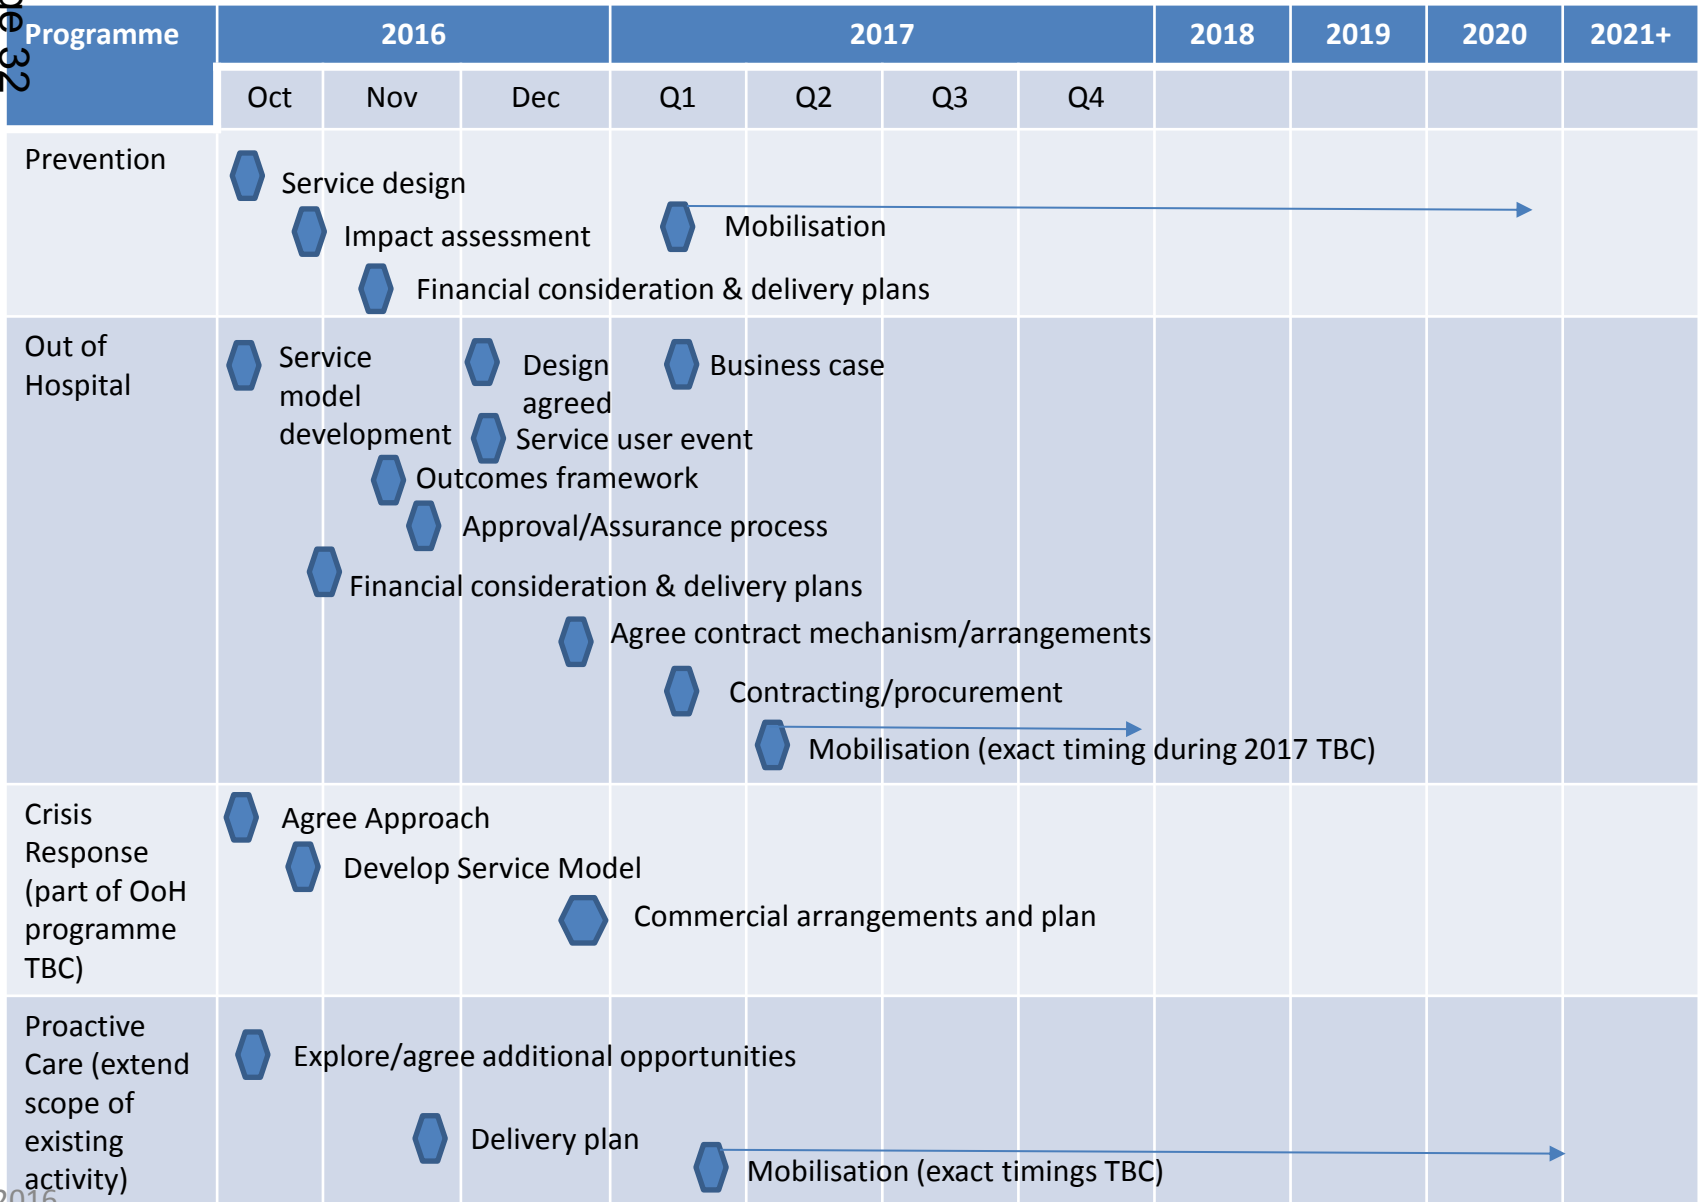 ge 32
Programme 2016 2017 2018 2019 2020 2021+
Oct Nov Dec Q1 Q2 Q3 Q4
Prevention
Service design
Impact assessment
Mobilisation
Financial consideration & delivery plans
Out of
Hospital
Service
model
development
Design
agreed
Business case
Service user event
Outcomes framework
Approval/Assurance process
Financial consideration & delivery plans
Agree contract mechanism/arrangements
Contracting/procurement
Mobilisation (exact timing during 2017 TBC)
Crisis
Response
(part of OoH
programme
TBC)
Agree Approach
Develop Service Model
Commercial arrangements and plan
Proactive
Care (extend
scope of
existing
activity)
Explore/agree additional opportunities
Delivery plan
Mobilisation (exact timings TBC)
2016